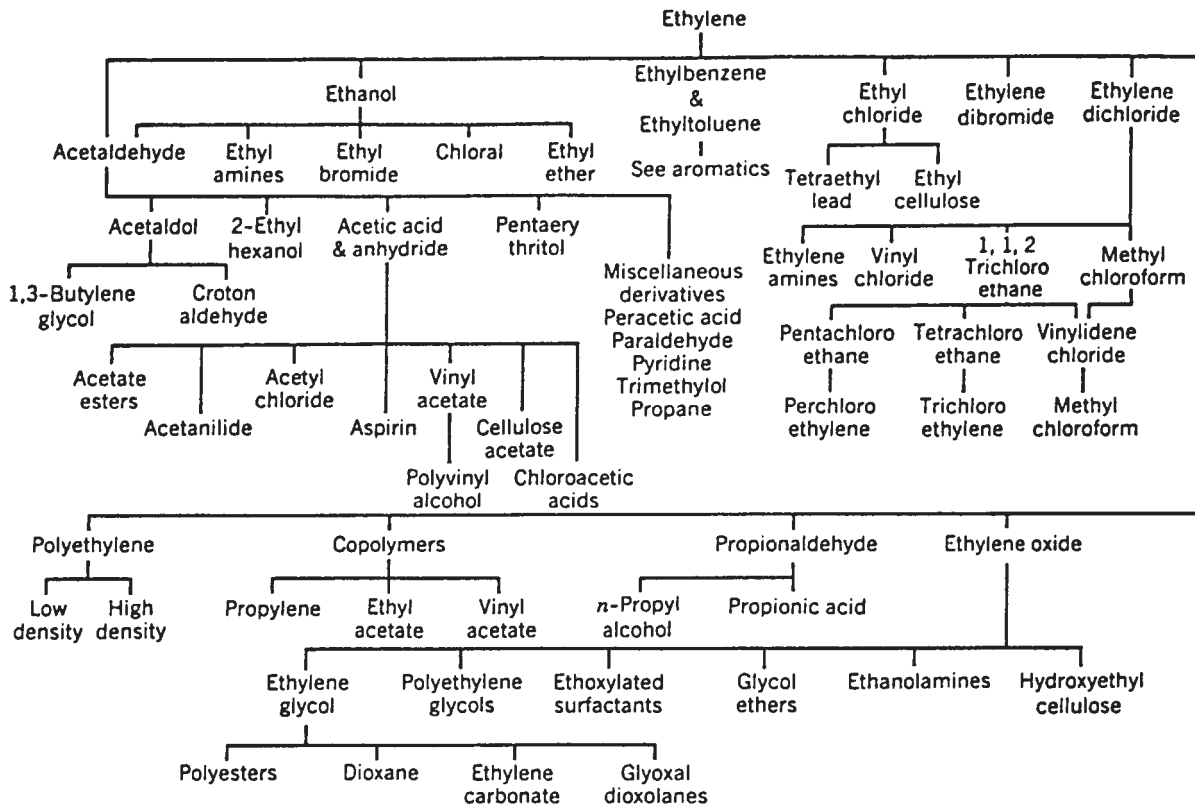 Ethylene
Ethanol
Ethylbenzene
&
Ethyltoluene
See aromatics
Ethyl
chloride
Ethylene
dibromide
Ethylene
dichloride
Acetaldehyde
Ethyl
amines
Ethyl
bromide
Chloral
Ethyl
ether
Tetraethyl
lead
Ethyl
cellulose
Acetaldol
2-Ethyl
hexanol
Acetic acid
& anhydride
Pentaery
thritol
Miscellaneous
derivatives
Peracetic acid
Paraldehyde
Pyridine
Trimethylol
Propane
Ethylene
amines
Vinyl
chloride
1, 1, 2
Trichloro
ethane
Methyl
chloroform
1,3-Butylene
glycol
Croton
aldehyde
Pentachloro
ethane
Tetrachloro
ethane
Vinylidene
chloride
Acetate
esters
Acetanilide
Acetyl
chloride
Aspirin
Vinyl
acetate
Cellulose
acetate
Perchloro
ethylene
Trichloro
ethylene
Methyl
chloroform
Polyvinyl
alcohol
Chloroacetic
acids
Polyethylene
Copolymers
Propionaldehyde
Ethylene oxide
Low
density
High
density
Propylene
Ethyl
acetate
Vinyl
acetate
n-Propyl
alcohol
Propionic acid
Ethylene
glycol
Polyethylene
glycols
Ethoxylated
surfactants
Glycol
ethers
Ethanolamines
Hydroxyethyl
cellulose
Polyesters
Dioxane
Ethylene
carbonate
Glyoxal
dioxolanes